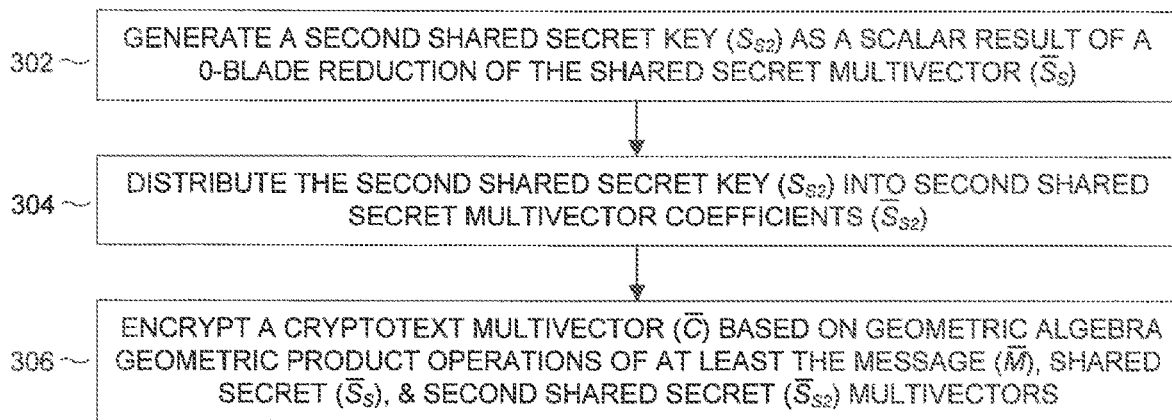 302 ~ GENERATE A SECOND SHARED SECRET KEY (S_S2) AS A SCALAR RESULT OF A
0-BLADE REDUCTION OF THE SHARED SECRET MULTIVECTOR (S̅_S)
304 ~ DISTRIBUTE THE SECOND SHARED SECRET KEY (S_S2) INTO SECOND SHARED
SECRET MULTIVECTOR COEFFICIENTS (S̅_S2)
ENCRYPT A CRYPTOTEXT MULTIVECTOR (C̅) BASED ON GEOMETRIC ALGEBRA
306 ~ GEOMETRIC PRODUCT OPERATIONS OF AT LEAST THE MESSAGE (M̅), SHARED
SECRET (S̅_S), & SECOND SHARED SECRET (S̅_S2) MULTIVECTORS